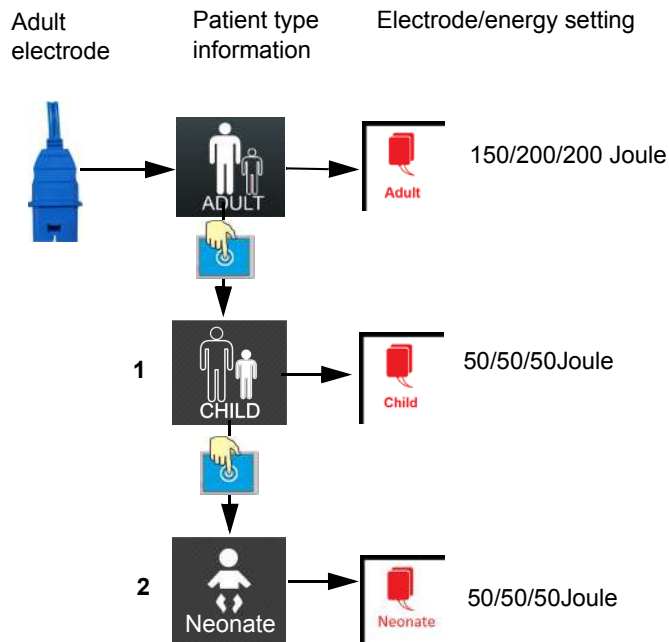 Adult
electrode
Patient type
information
Electrode/energy setting
ADULT
Adult
150/200/200 Joule
1
CHILD
Child
50/50/50Joule
2
Neonate
Neonate
50/50/50Joule